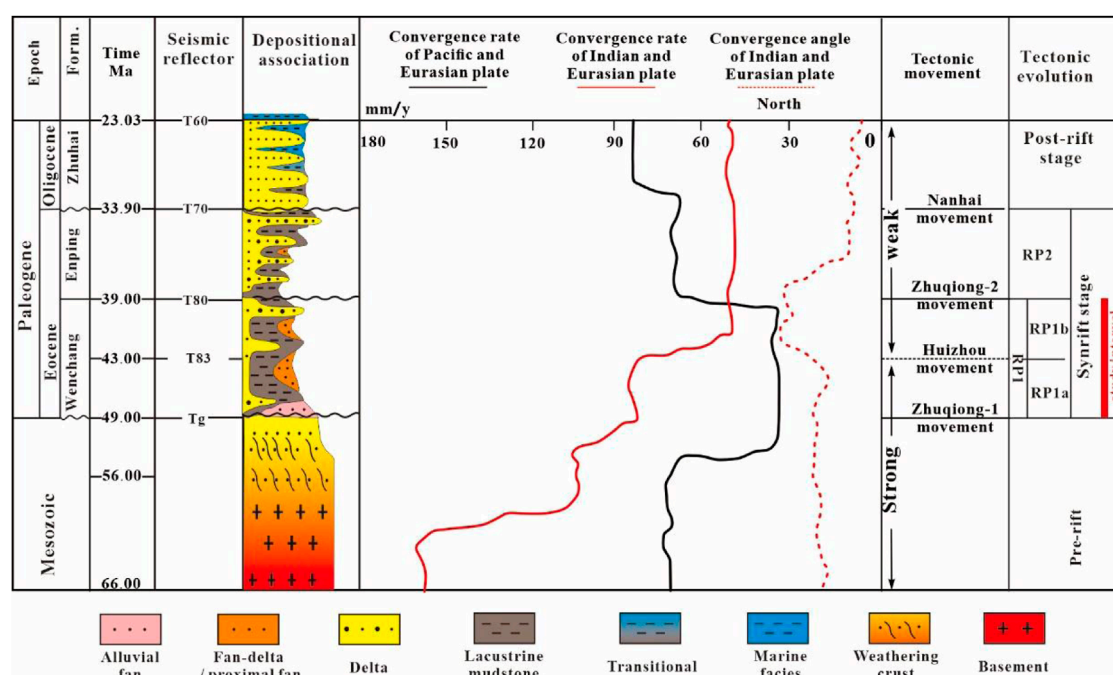 Epoch
Form.
Time
Ma
Seismic
reflector
Depositional
association
Convergence rate
of Pacific and
Eurasian plate
Convergence rate
of Indian and
Eurasian plate
Convergence angle
of Indian and
Eurasian plate
North
Tectonic
movement
Tectonic
evolution
mm/y
180
150
120
90
60
30
0
Paleogene
Mesozoic
Oligocene
Eocene
Zhuhai
Enping
Wenchang
23.03
33.90
39.00
43.00
49.00
56.00
66.00
T60
T70
T80
T83
Tg
weak
Strong
Nanhai
movement
Zhuqiong-2
movement
Huizhou
movement
Zhuqiong-1
movement
Post-rift
stage
RP2
RP1b
RP1
RP1a
Synrift stage
Pre-rift
Alluvial
fan
Fan-delta
/proximal fan
Delta
Lacustrine
mudstone
Transitional
Marine
facies
Weathering
crust
Basement